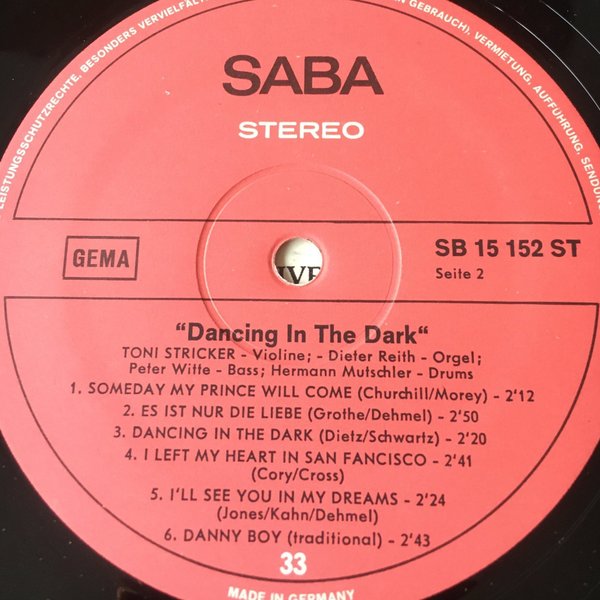 LEISTUNGSSCHUTZRECHTE, BESONDERS VERVIELFÄLT
EN GEBRAUCH), VERMIETUNG, AUFFÜHRUNG, SENDUNG
SABA
STEREO
GEMA
SB 15 152 ST
Seite 2
IVE
"Dancing In The Dark"
TONI STRICKER - Violine; - Dieter Reith - Orgel;
Peter Witte - Bass; Hermann Mutschler - Drums
1. SOMEDAY MY PRINCE WILL COME (Churchill/Morey) - 2'12
2. ES IST NUR DIE LIEBE (Grothe/Dehmel) - 2'50
3. DANCING IN THE DARK (Dietz/Schwartz) - 2'20
4. I LEFT MY HEART IN SAN FANCISCO - 2'41
(Cory/Cross)
5. I'LL SEE YOU IN MY DREAMS - 2'24
(Jones/Kahn/Dehmel)
6. DANNY BOY (traditional) - 2'43
33
MADE IN GERMANY